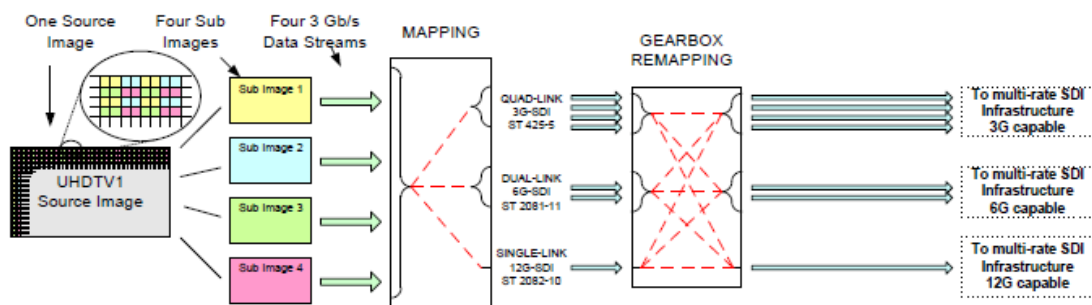 One Source
Image
Four Sub
Images
Four 3 Gb/s
Data Streams
MAPPING
GEARBOX
REMAPPING
UHDTV1
Source Image
Sub Image 1
Sub Image 2
Sub Image 3
Sub Image 4
QUAD-LINK
3G-SDI
ST 425-5
DUAL-LINK
6G-SDI
ST 2081-11
SINGLE-LINK
12G-SDI
ST 2082-10
To multi-rate SDI
Infrastructure
3G capable
To multi-rate SDI
Infrastructure
6G capable
To multi-rate SDI
Infrastructure
12G capable